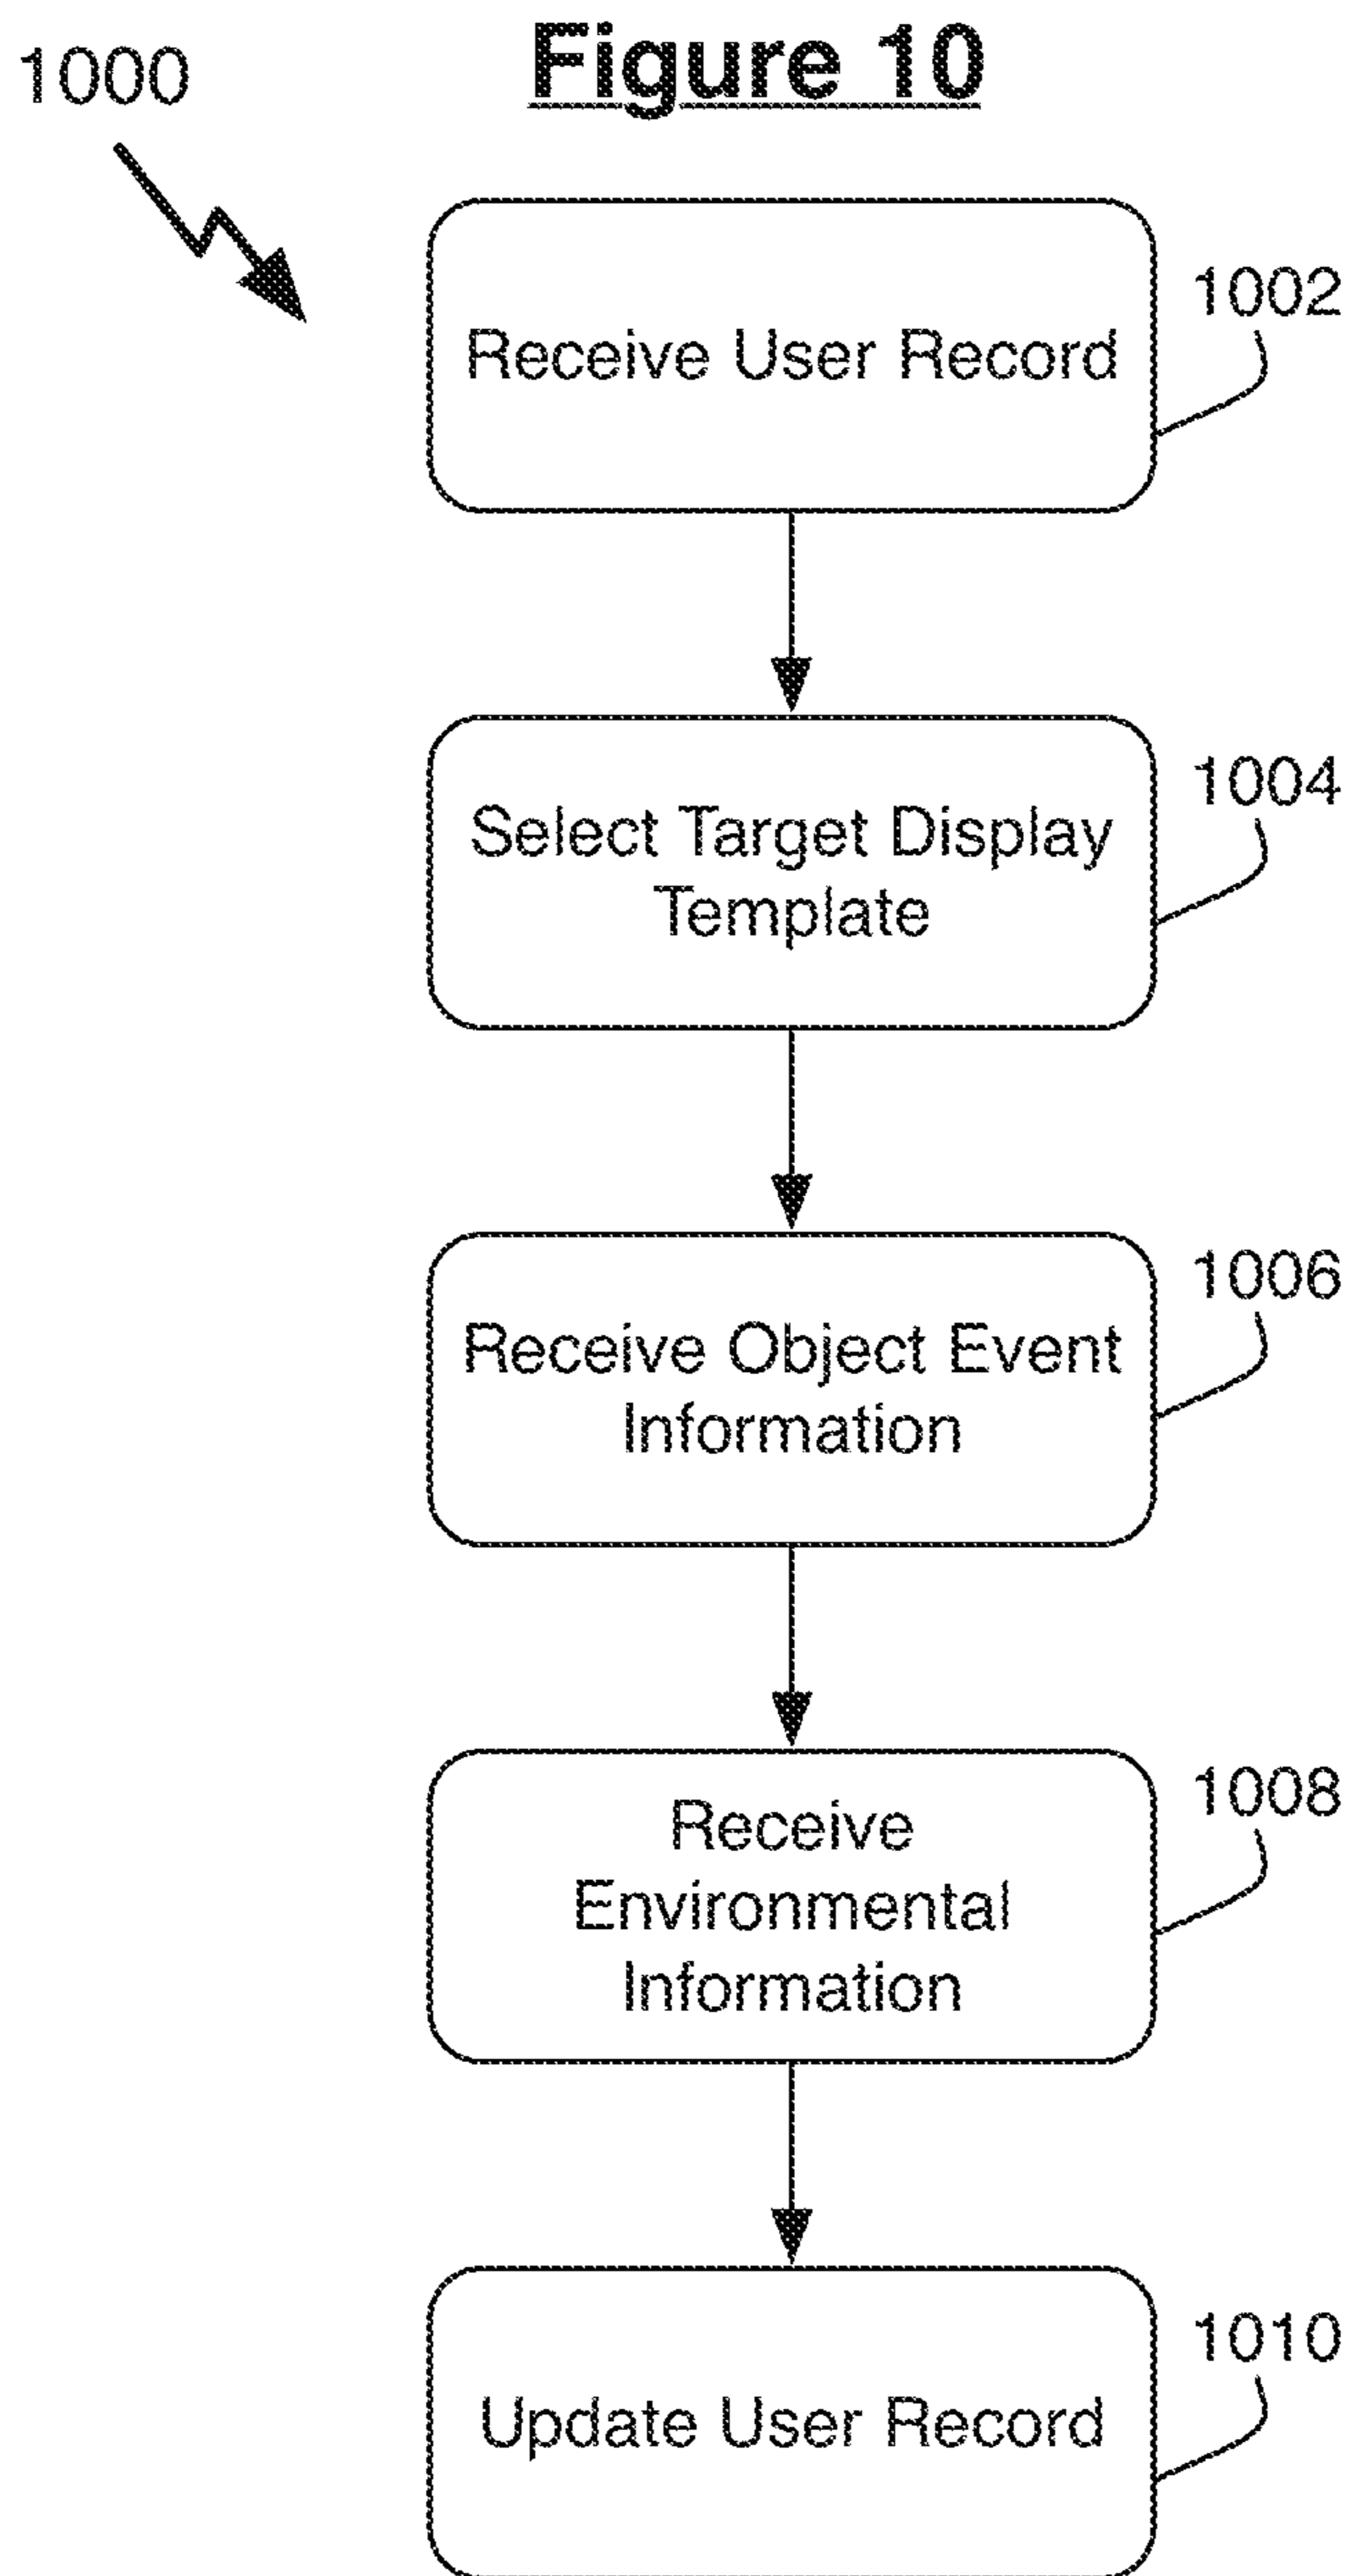 1000
Figure 10
Receive User Record
1002
Select Target Display
Template
1004
Receive Object Event
Information
1006
Receive
Environmental
Information
1008
Update User Record
1010